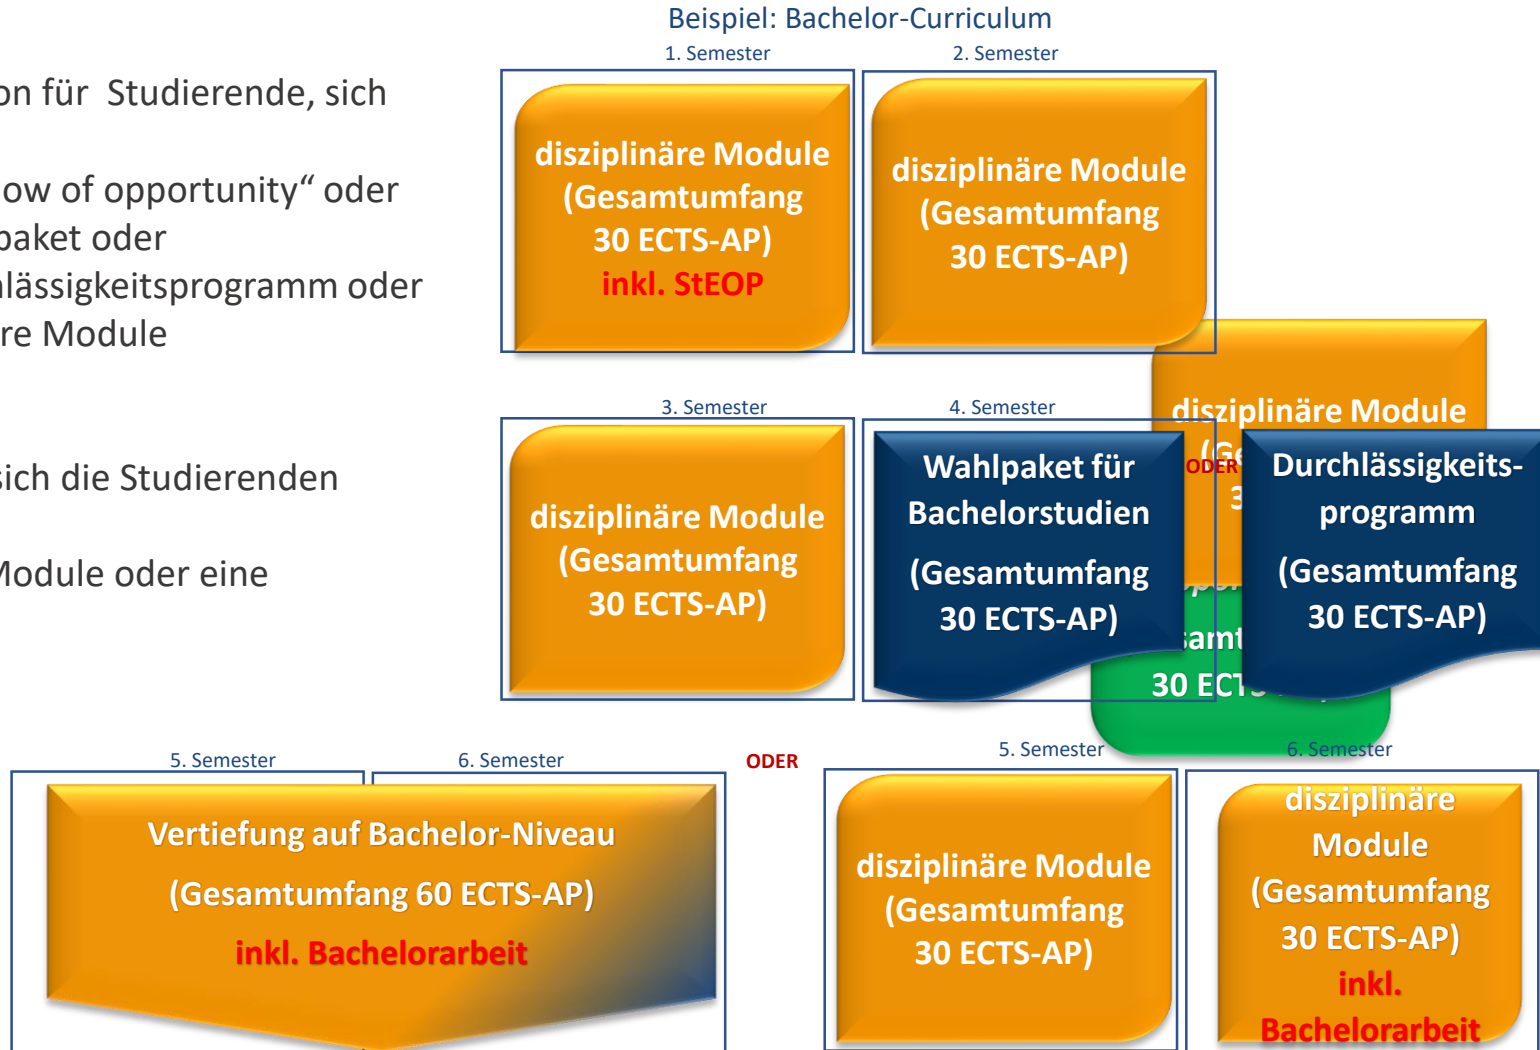 Beispiel: Bachelor-Curriculum
1. Semester
2. Semester
on für Studierende, sich
ow of opportunity“ oder
paket oder
lässigkeitsprogramm oder
re Module
sich die Studierenden
Module oder eine
disziplinäre Module
(Gesamtumfang
30 ECTS-AP)
inkl. StEOP
disziplinäre Module
(Gesamtumfang
30 ECTS-AP)
3. Semester
4. Semester
disziplinäre Module
(Gesamtumfang
30 ECTS-AP)
Wahlpaket für
Bachelorstudien
(Gesamtumfang
30 ECTS-AP)
ODER
disziplinäre Module
(Ge
3
Durchlässigkeits-
programm
(Gesamtumfang
30 ECTS-AP)
samt
30 ECTS
5. Semester
6. Semester
Vertiefung auf Bachelor-Niveau
(Gesamtumfang 60 ECTS-AP)
inkl. Bachelorarbeit
ODER
5. Semester
6. Semester
disziplinäre Module
(Gesamtumfang
30 ECTS-AP)
disziplinäre
Module
(Gesamtumfang
30 ECTS-AP)
inkl.
Bachelorarbeit